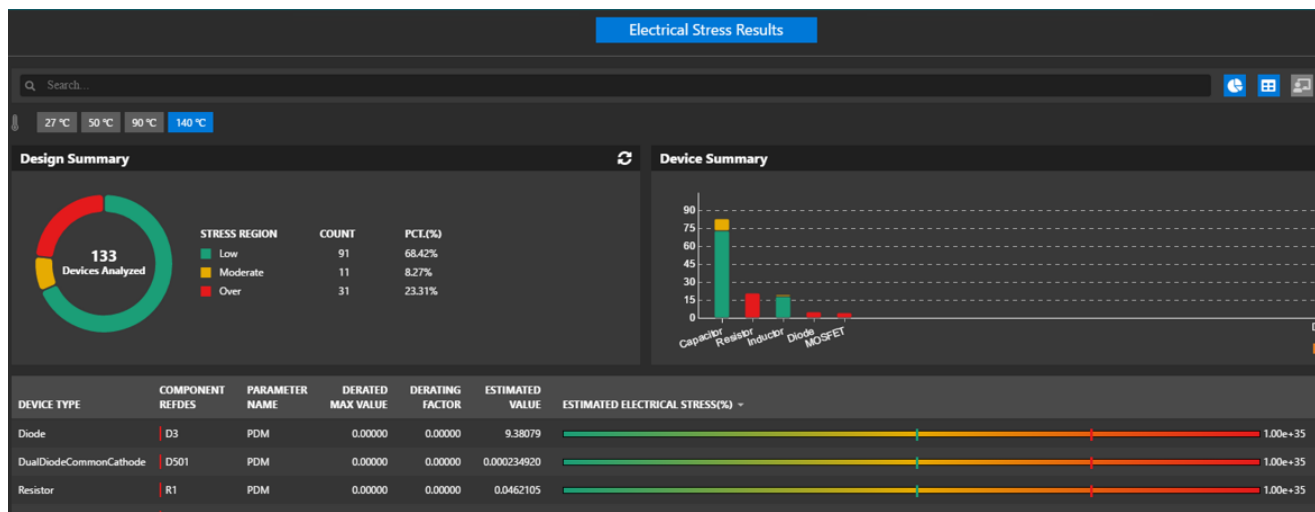 Electrical Stress Results
Search...
27 °C 50 °C 90 °C 140 °C
Design Summary
133
Devices Analyzed
STRESS REGION COUNT PCT.(%)
Low 91 68.42%
Moderate 11 8.27%
Over 31 23.31%
Device Summary
90
75
60
45
30
15
0
Capacitor Resistor Inductor Diode MOSFET
DEVICE TYPE COMPONENT REFDES PARAMETER NAME DERATED MAX VALUE DERATING FACTOR ESTIMATED VALUE ESTIMATED ELECTRICAL STRESS(%)
Diode D3 PDM 0.00000 0.00000 9.38079 1.00e+35
DualDiodeCommonCathode D501 PDM 0.00000 0.00000 0.000234920 1.00e+35
Resistor R1 PDM 0.00000 0.00000 0.0462105 1.00e+35